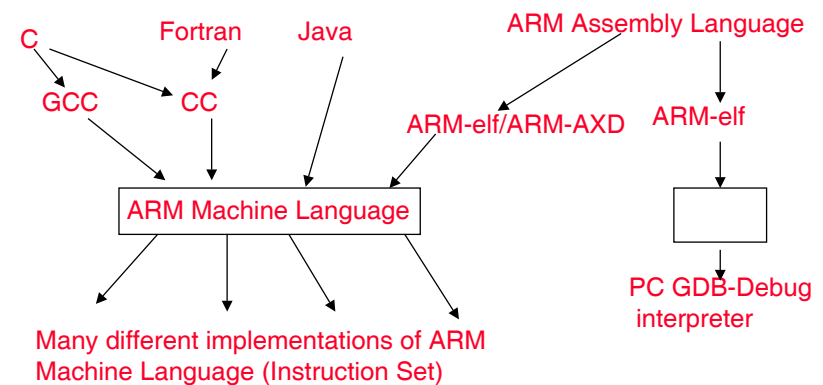 C
Fortran
Java
ARM Assembly Language
GCC
CC
ARM-elf/ARM-AXD
ARM-elf
ARM Machine Language
PC GDB-Debug
interpreter
Many different implementations of ARM
Machine Language (Instruction Set)